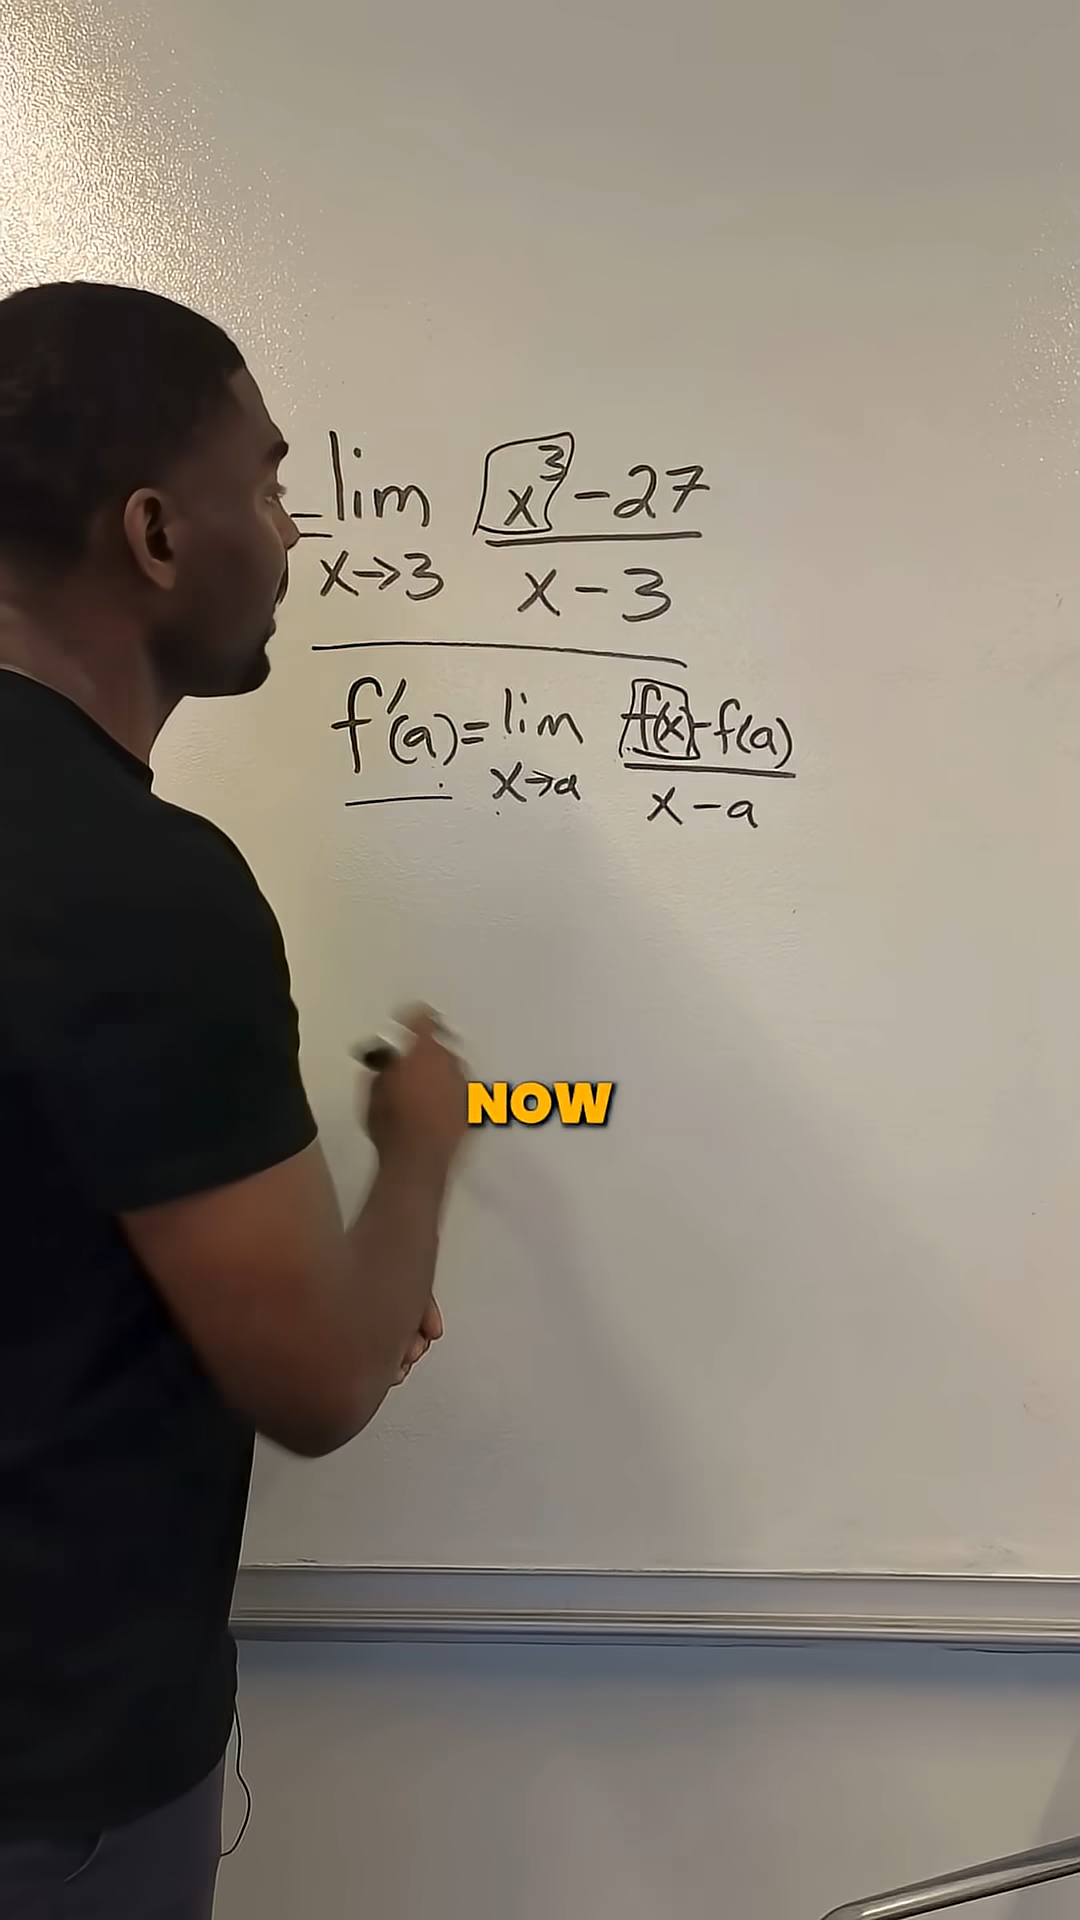 = lim x³ - 27
x→3 x - 3
f'(a) = lim f(x) - f(a)
x→a x - a
NOW